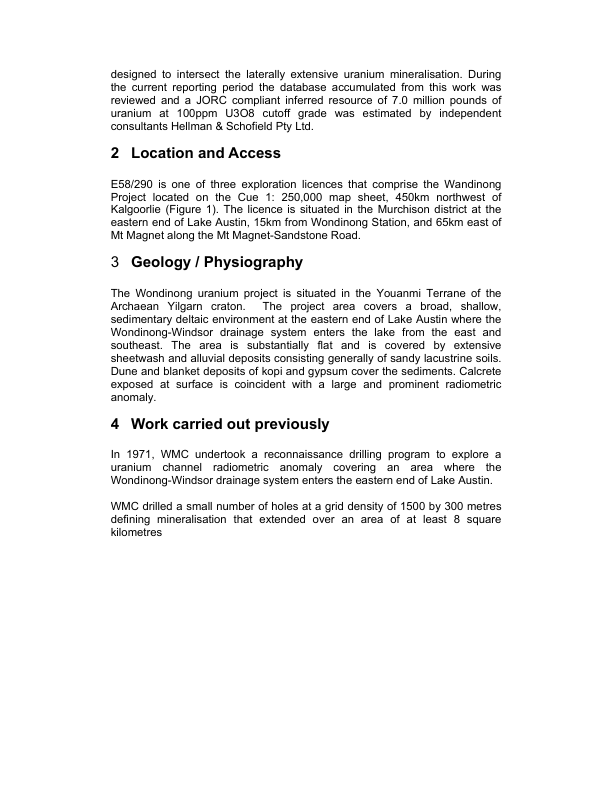 designed to intersect the laterally extensive uranium mineralisation. During
the current reporting period the database accumulated from this work was
reviewed and a JORC compliant inferred resource of 7.0 million pounds of
uranium at 100ppm U3O8 cutoff grade was estimated by independent
consultants Hellman & Schofield Pty Ltd.
2 Location and Access
E58/290 is one of three exploration licences that comprise the Wandinong
Project located on the Cue 1: 250,000 map sheet, 450km northwest of
Kalgoorlie (Figure 1). The licence is situated in the Murchison district at the
eastern end of Lake Austin, 15km from Wondinong Station, and 65km east of
Mt Magnet along the Mt Magnet-Sandstone Road.
3 Geology / Physiography
The Wondinong uranium project is situated in the Youanmi Terrane of the
Archaean Yilgarn craton. The project area covers a broad, shallow,
sedimentary deltaic environment at the eastern end of Lake Austin where the
Wondinong-Windsor drainage system enters the lake from the east and
southeast. The area is substantially flat and is covered by extensive
sheetwash and alluvial deposits consisting generally of sandy lacustrine soils.
Dune and blanket deposits of kopi and gypsum cover the sediments. Calcrete
exposed at surface is coincident with a large and prominent radiometric
anomaly.
4 Work carried out previously
In 1971, WMC undertook a reconnaissance drilling program to explore a
uranium channel radiometric anomaly covering an area where the
Wondinong-Windsor drainage system enters the eastern end of Lake Austin.
WMC drilled a small number of holes at a grid density of 1500 by 300 metres
defining mineralisation that extended over an area of at least 8 square
kilometres